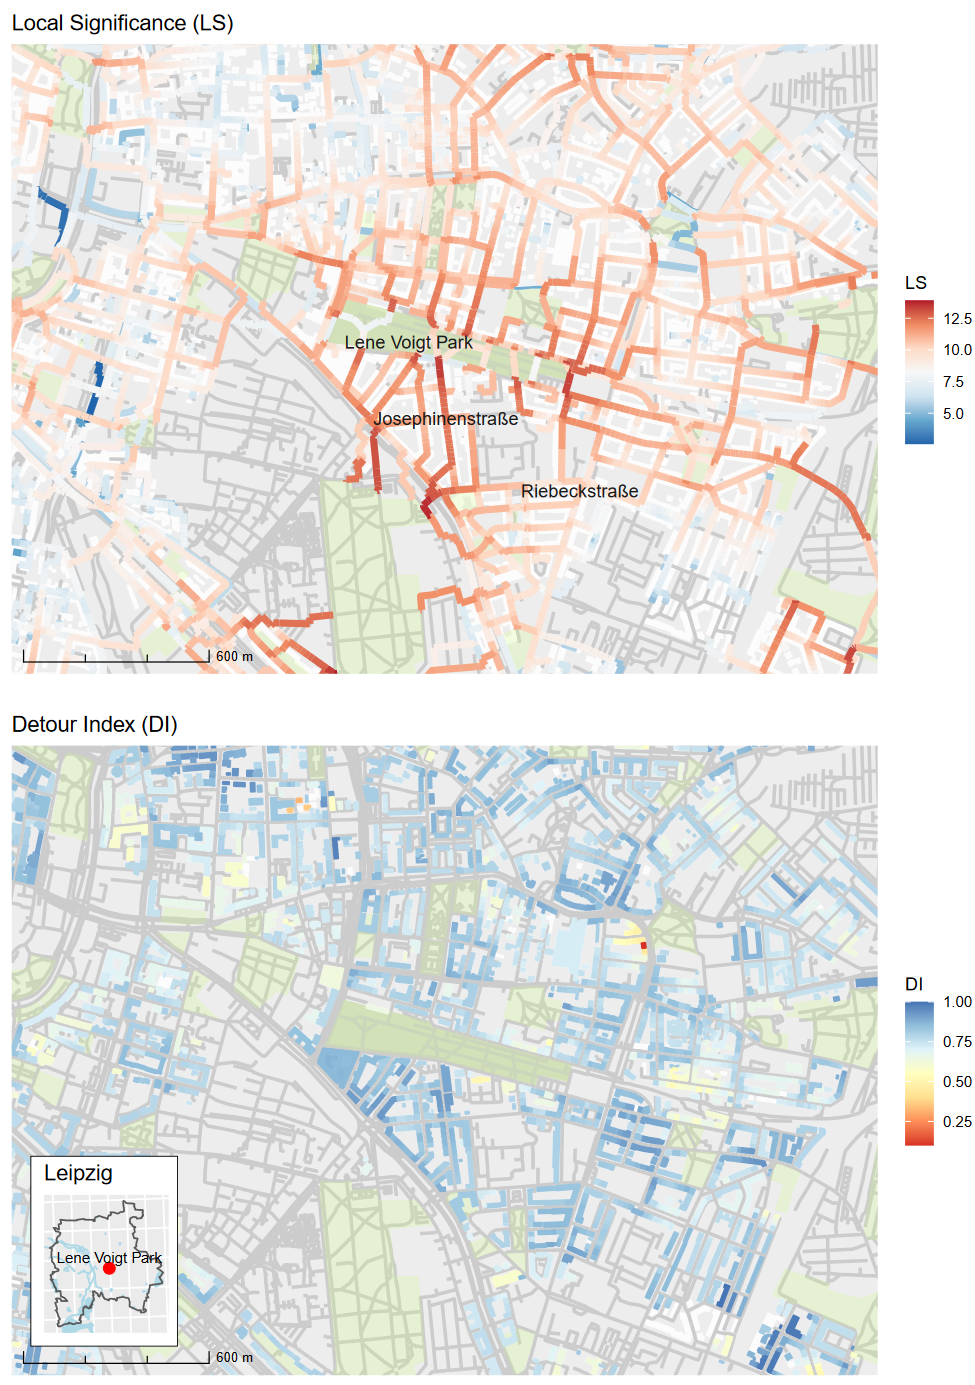 Local Significance (LS)
Lene Voigt Park
Josephinenstraße
Riebeckstraße
600 m
LS
12.5
10.0
7.5
5.0
Detour Index (DI)
Leipzig
Lene Voigt Park
600 m
DI
1.00
0.75
0.50
0.25